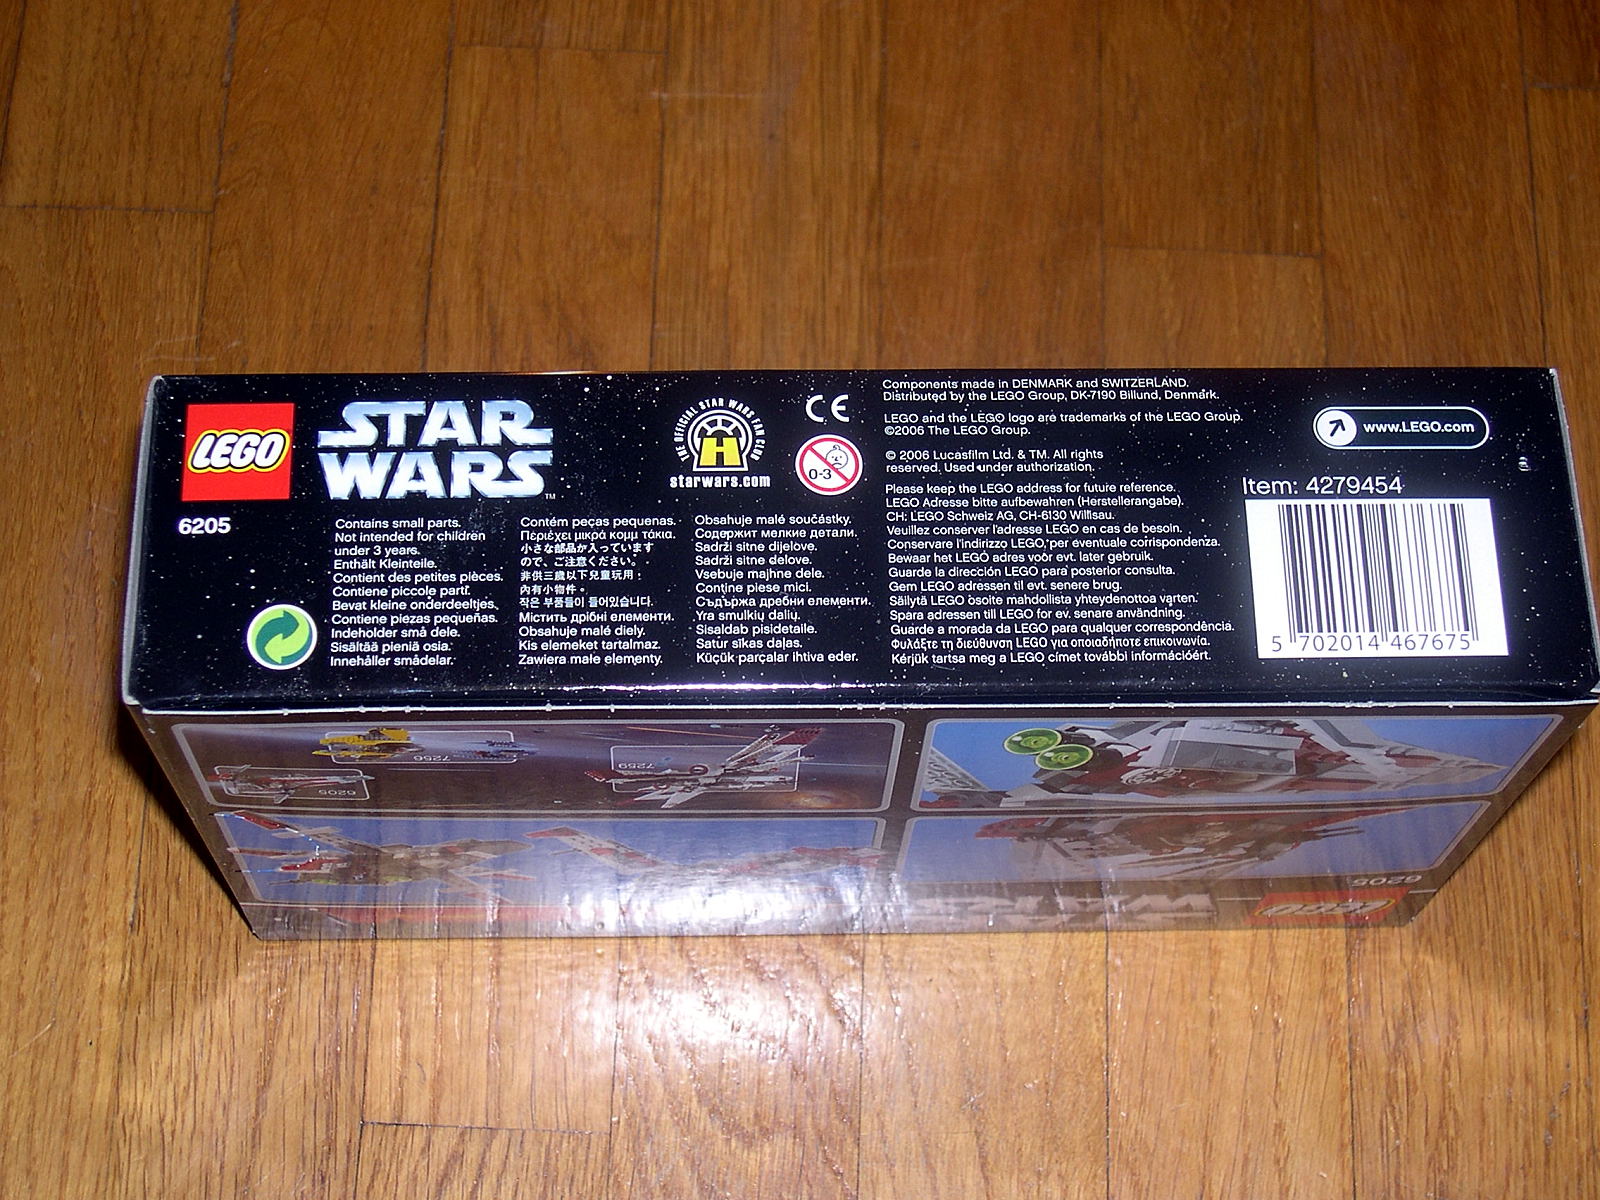 LEGO
STAR
WARS™
6205
Contains small parts.
Not intended for children
under 3 years.
Enthält Kleinteile.
Contient des petites pièces.
Contiene piccole parti.
Bevat kleine onderdeeltjes.
Contiene piezas pequeñas.
Indeholder små dele.
Sisältää pieniä osia.
Innehåller smådelar.
Contém peças pequenas.
Περιέχει μικρά κομμάτακια.
小さな部品が入っています
ので、ご注意ください。
非供三歲以下兒童玩用,
內有小物件。
작은 부품들이 들어있습니다.
Містить дрібні елементи.
Obsahuje malé diely.
Kis elemeket tartalmaz.
Zawiera małe elementy.
THE OFFICIAL STAR WARS FAN CLUB
H
starwars.com
CE
0-3
Obsahuje malé součástky.
Содержит мелкие детали.
Sadrži sitne dijelove.
Sadrži sitne delove.
Vsebuje majhne dele.
Conţine piese mici.
Съдържа дребни елементи.
Yra smulkių dalių.
Sisaldab pisidetaile.
Satur sīkas daļas.
Küçük parçalar ihtiva eder.
Components made in DENMARK and SWITZERLAND.
Distributed by the LEGO Group, DK-7190 Billund, Denmark.
LEGO and the LEGO logo are trademarks of the LEGO Group.
©2006 The LEGO Group.
© 2006 Lucasfilm Ltd. & TM. All rights
reserved. Used under authorization.
Please keep the LEGO address for future reference.
LEGO Adresse bitte aufbewahren (Herstellerangabe).
CH: LEGO Schweiz AG, CH-6130 Willisau.
Veuillez conserver l'adresse LEGO en cas de besoin.
Conservare l'indirizzo LEGO per éventuale corrispondenza.
Bewaar het LEGO adres voor evt. later gebruik.
Guarde la dirección LEGO para posterior consulta.
Gem LEGO adressen til evt. senere brug.
Säilytä LEGO osoite mahdollista yhteydenottoa varten.
Spara adressen till LEGO for ev. senare användning.
Guarde a morada da LEGO para qualquer correspondência.
Φυλάξτε τη διεύθυνση LEGO για οποιαδήποτε επικοινωνία.
Kérjük tartsa meg a LEGO címet további információért.
www.LEGO.com
Item: 4279454
5 702014 467675
7256
6205
7259
6205
LEGO
STAR
WARS